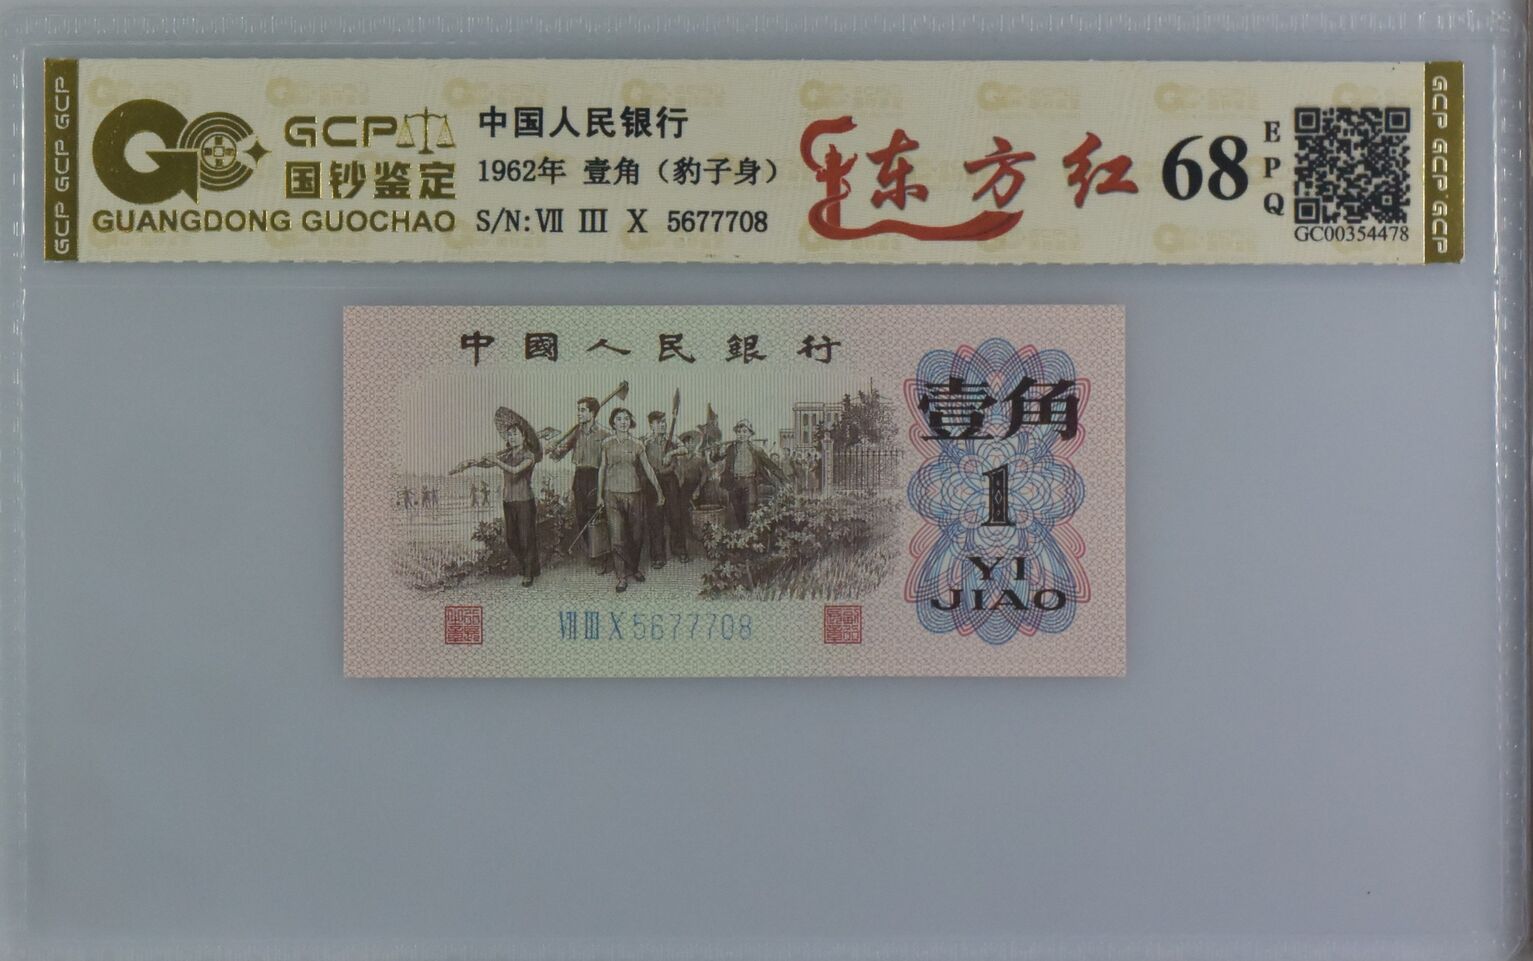 GCP GCP GCP
GCP
国钞鉴定
GUANGDONG GUOCHAO
中国人民银行
1962年 壹角（豹子身）
S/N: Ⅶ Ⅲ X 5677708
东方红
68
EPQ
GC00354478
GCP GCP GCP
中國人民銀行
壹角
1
YI
JIAO
Ⅶ Ⅲ X 5677708